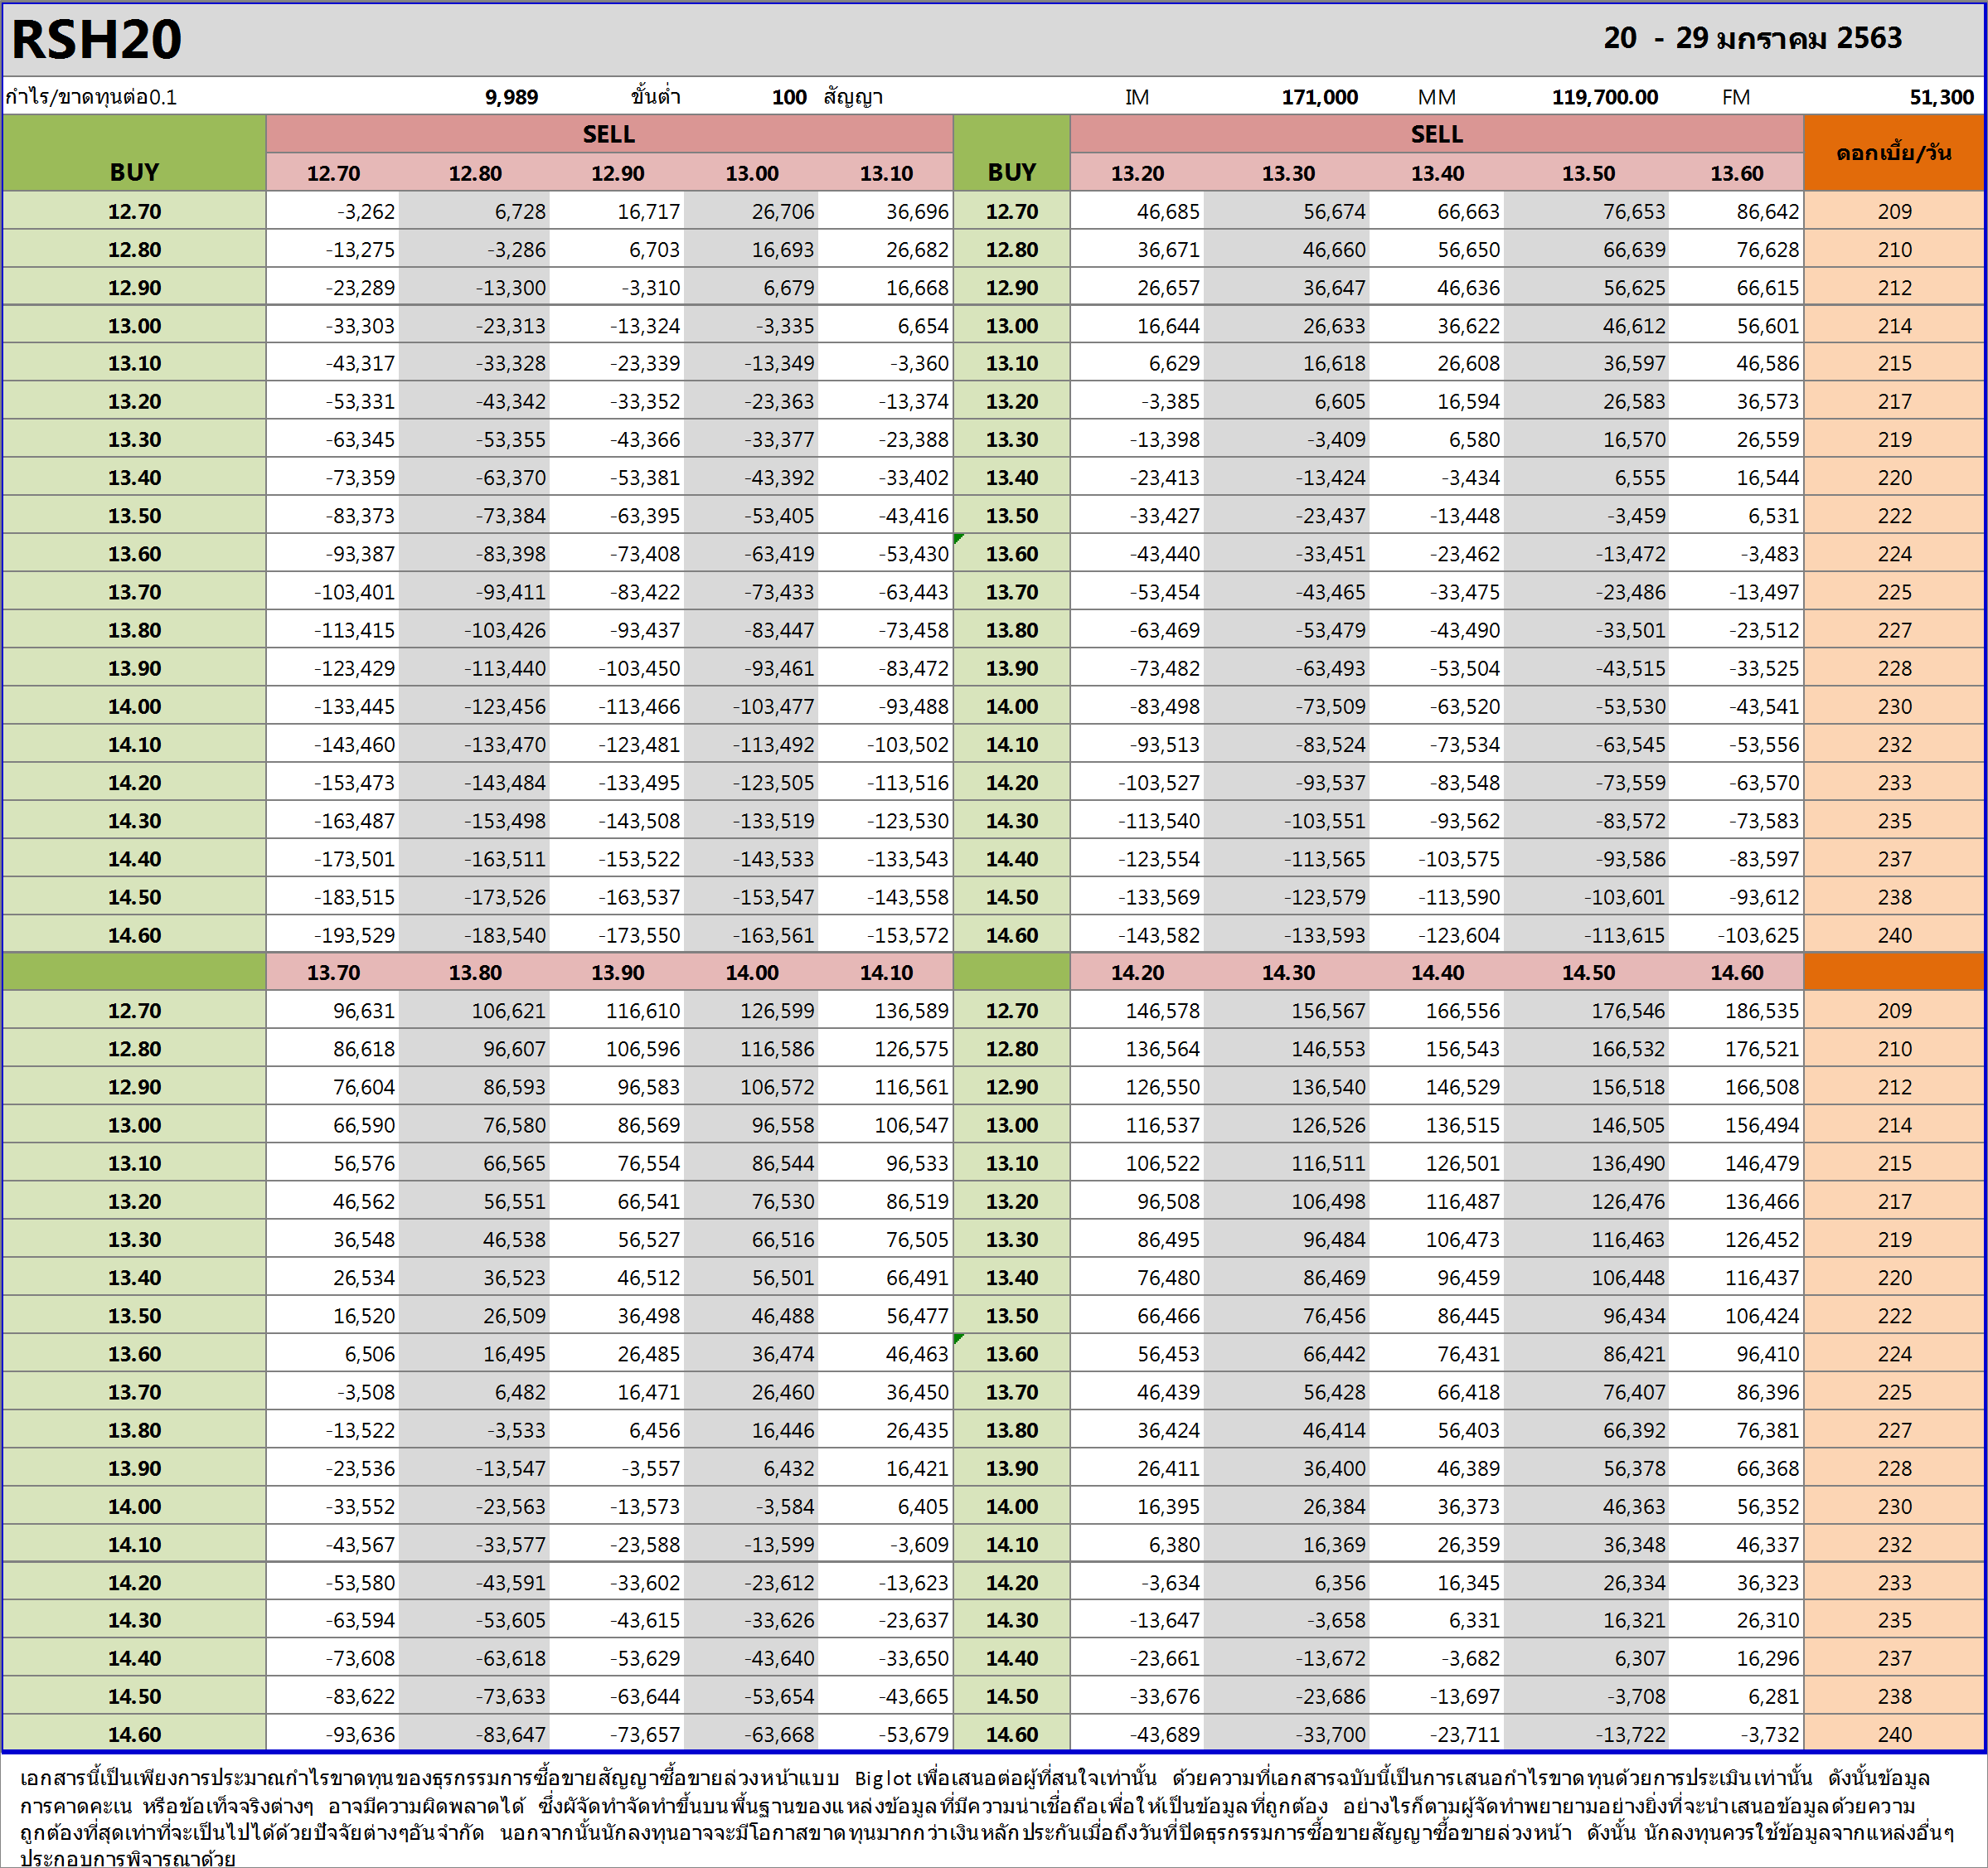 RSH20 20 - 29 มกราคม 2563
กำไร/ขาดทุนต่อ0.1 9,989 ขั้นต่ำ 100 สัญญา IM 171,000 MM 119,700.00 FM 51,300
BUY SELL BUY SELL ดอกเบี้ย/วัน
12.70 12.80 12.90 13.00 13.10 13.20 13.30 13.40 13.50 13.60
12.70 -3,262 6,728 16,717 26,706 36,696 12.70 46,685 56,674 66,663 76,653 86,642 209
12.80 -13,275 -3,286 6,703 16,693 26,682 12.80 36,671 46,660 56,650 66,639 76,628 210
12.90 -23,289 -13,300 -3,310 6,679 16,668 12.90 26,657 36,647 46,636 56,625 66,615 212
13.00 -33,303 -23,313 -13,324 -3,335 6,654 13.00 16,644 26,633 36,622 46,612 56,601 214
13.10 -43,317 -33,328 -23,339 -13,349 -3,360 13.10 6,629 16,618 26,608 36,597 46,586 215
13.20 -53,331 -43,342 -33,352 -23,363 -13,374 13.20 -3,385 6,605 16,594 26,583 36,573 217
13.30 -63,345 -53,355 -43,366 -33,377 -23,388 13.30 -13,398 -3,409 6,580 16,570 26,559 219
13.40 -73,359 -63,370 -53,381 -43,392 -33,402 13.40 -23,413 -13,424 -3,434 6,555 16,544 220
13.50 -83,373 -73,384 -63,395 -53,405 -43,416 13.50 -33,427 -23,437 -13,448 -3,459 6,531 222
13.60 -93,387 -83,398 -73,408 -63,419 -53,430 13.60 -43,440 -33,451 -23,462 -13,472 -3,483 224
13.70 -103,401 -93,411 -83,422 -73,433 -63,443 13.70 -53,454 -43,465 -33,475 -23,486 -13,497 225
13.80 -113,415 -103,426 -93,437 -83,447 -73,458 13.80 -63,469 -53,479 -43,490 -33,501 -23,512 227
13.90 -123,429 -113,440 -103,450 -93,461 -83,472 13.90 -73,482 -63,493 -53,504 -43,515 -33,525 228
14.00 -133,445 -123,456 -113,466 -103,477 -93,488 14.00 -83,498 -73,509 -63,520 -53,530 -43,541 230
14.10 -143,460 -133,470 -123,481 -113,492 -103,502 14.10 -93,513 -83,524 -73,534 -63,545 -53,556 232
14.20 -153,473 -143,484 -133,495 -123,505 -113,516 14.20 -103,527 -93,537 -83,548 -73,559 -63,570 233
14.30 -163,487 -153,498 -143,508 -133,519 -123,530 14.30 -113,540 -103,551 -93,562 -83,572 -73,583 235
14.40 -173,501 -163,511 -153,522 -143,533 -133,543 14.40 -123,554 -113,565 -103,575 -93,586 -83,597 237
14.50 -183,515 -173,526 -163,537 -153,547 -143,558 14.50 -133,569 -123,579 -113,590 -103,601 -93,612 238
14.60 -193,529 -183,540 -173,550 -163,561 -153,572 14.60 -143,582 -133,593 -123,604 -113,615 -103,625 240
13.70 13.80 13.90 14.00 14.10 14.20 14.30 14.40 14.50 14.60
12.70 96,631 106,621 116,610 126,599 136,589 12.70 146,578 156,567 166,556 176,546 186,535 209
12.80 86,618 96,607 106,596 116,586 126,575 12.80 136,564 146,553 156,543 166,532 176,521 210
12.90 76,604 86,593 96,583 106,572 116,561 12.90 126,550 136,540 146,529 156,518 166,508 212
13.00 66,590 76,580 86,569 96,558 106,547 13.00 116,537 126,526 136,515 146,505 156,494 214
13.10 56,576 66,565 76,554 86,544 96,533 13.10 106,522 116,511 126,501 136,490 146,479 215
13.20 46,562 56,551 66,541 76,530 86,519 13.20 96,508 106,498 116,487 126,476 136,466 217
13.30 36,548 46,538 56,527 66,516 76,505 13.30 86,495 96,484 106,473 116,463 126,452 219
13.40 26,534 36,523 46,512 56,501 66,491 13.40 76,480 86,469 96,459 106,448 116,437 220
13.50 16,520 26,509 36,498 46,488 56,477 13.50 66,466 76,456 86,445 96,434 106,424 222
13.60 6,506 16,495 26,485 36,474 46,463 13.60 56,453 66,442 76,431 86,421 96,410 224
13.70 -3,508 6,482 16,471 26,460 36,450 13.70 46,439 56,428 66,418 76,407 86,396 225
13.80 -13,522 -3,533 6,456 16,446 26,435 13.80 36,424 46,414 56,403 66,392 76,381 227
13.90 -23,536 -13,547 -3,557 6,432 16,421 13.90 26,411 36,400 46,389 56,378 66,368 228
14.00 -33,552 -23,563 -13,573 -3,584 6,405 14.00 16,395 26,384 36,373 46,363 56,352 230
14.10 -43,567 -33,577 -23,588 -13,599 -3,609 14.10 6,380 16,369 26,359 36,348 46,337 232
14.20 -53,580 -43,591 -33,602 -23,612 -13,623 14.20 -3,634 6,356 16,345 26,334 36,323 233
14.30 -63,594 -53,605 -43,615 -33,626 -23,637 14.30 -13,647 -3,658 6,331 16,321 26,310 235
14.40 -73,608 -63,618 -53,629 -43,640 -33,650 14.40 -23,661 -13,672 -3,682 6,307 16,296 237
14.50 -83,622 -73,633 -63,644 -53,654 -43,665 14.50 -33,676 -23,686 -13,697 -3,708 6,281 238
14.60 -93,636 -83,647 -73,657 -63,668 -53,679 14.60 -43,689 -33,700 -23,711 -13,722 -3,732 240
เอกสารนี้เป็นเพียงการประมาณกำไรขาดทุนของธุรกรรมการซื้อขายสัญญาซื้อขายล่วงหน้าแบบ Biglot เพื่อเสนอต่อผู้ที่สนใจเท่านั้น ด้วยความที่เอกสารฉบับนี้เป็นการเสนอกำไรขาดทุนด้วยการประเมินเท่านั้น ดังนั้นข้อมูล
การคาดคะเน หรือข้อเท็จจริงต่างๆ อาจมีความผิดพลาดได้ ซึ่งผู้จัดทำจัดทำขึ้นบนพื้นฐานของแหล่งข้อมูลที่มีความน่าเชื่อถือเพื่อให้เป็นข้อมูลที่ถูกต้อง อย่างไรก็ตามผู้จัดทำพยายามอย่างยิ่งที่จะนำเสนอข้อมูลด้วยความ
ถูกต้องที่สุดเท่าที่จะเป็นไปได้ด้วยปัจจัยต่างๆอันจำกัด นอกจากนั้นนักลงทุนอาจจะมีโอกาสขาดทุนมากกว่าเงินหลักประกันเมื่อถึงวันที่ปิดธุรกรรมการซื้อขายสัญญาซื้อขายล่วงหน้า ดังนั้น นักลงทุนควรใช้ข้อมูลจากแหล่งอื่นๆ
ประกอบการพิจารณาด้วย